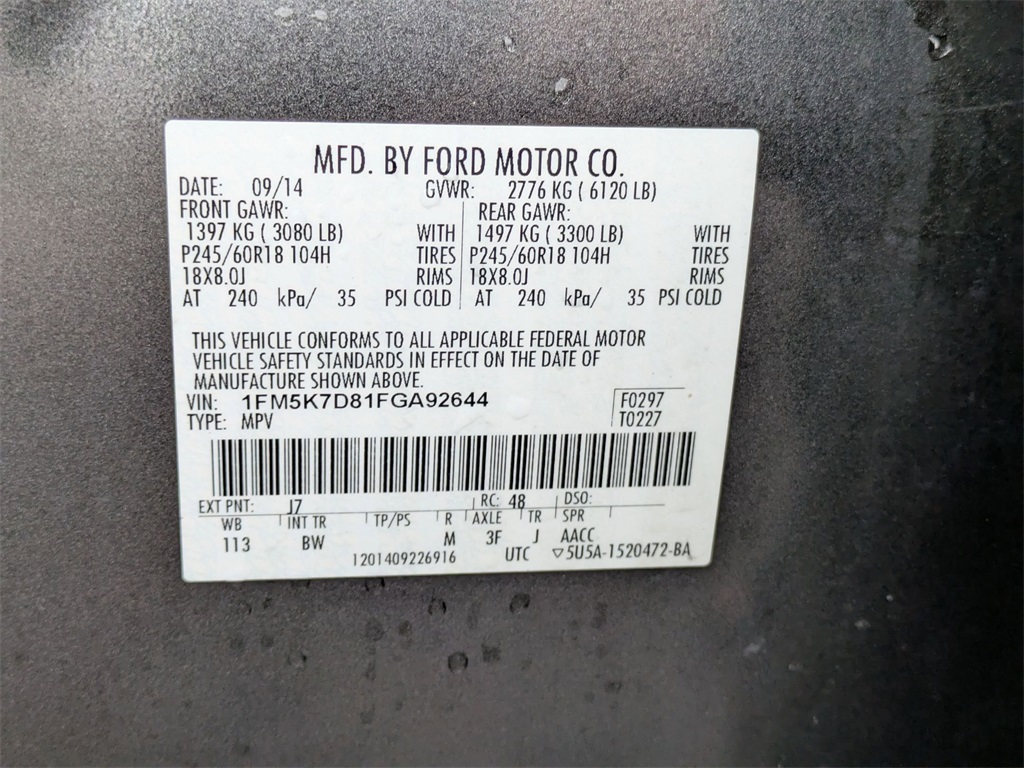 MFD. BY FORD MOTOR CO.
DATE: 09/14 GVWR: 2776 KG ( 6120 LB)
FRONT GAWR: REAR GAWR:
1397 KG ( 3080 LB) WITH 1497 KG ( 3300 LB) WITH
P245/60R18 104H TIRES P245/60R18 104H TIRES
18X8.0J RIMS 18X8.0J RIMS
AT 240 kPa/ 35 PSI COLD AT 240 kPa/ 35 PSI COLD
THIS VEHICLE CONFORMS TO ALL APPLICABLE FEDERAL MOTOR
VEHICLE SAFETY STANDARDS IN EFFECT ON THE DATE OF
MANUFACTURE SHOWN ABOVE.
VIN: 1FM5K7D81FGA92644 F0297
TYPE: MPV T0227
EXT PNT: J7 RC: 48 DSO:
WB INT TR TP/PS R AXLE TR SPR
113 BW M 3F J AACC
1201409226916 UTC ▽5U5A-1520472-BA